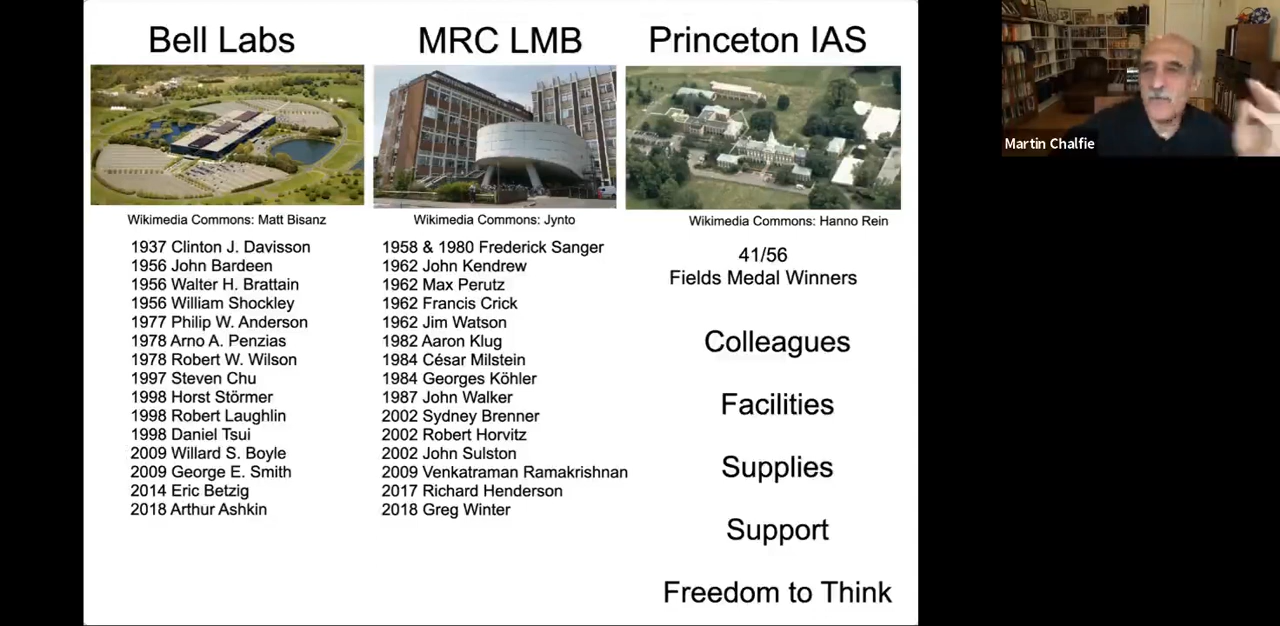 Bell Labs
Wikimedia Commons: Matt Bisanz
1937 Clinton J. Davisson
1956 John Bardeen
1956 Walter H. Brattain
1956 William Shockley
1977 Philip W. Anderson
1978 Arno A. Penzias
1978 Robert W. Wilson
1997 Steven Chu
1998 Horst Störmer
1998 Robert Laughlin
1998 Daniel Tsui
2009 Willard S. Boyle
2009 George E. Smith
2014 Eric Betzig
2018 Arthur Ashkin
MRC LMB
Wikimedia Commons: Jynto
1958 & 1980 Frederick Sanger
1962 John Kendrew
1962 Max Perutz
1962 Francis Crick
1962 Jim Watson
1982 Aaron Klug
1984 César Milstein
1984 Georges Köhler
1987 John Walker
2002 Sydney Brenner
2002 Robert Horvitz
2002 John Sulston
2009 Venkatraman Ramakrishnan
2017 Richard Henderson
2018 Greg Winter
Princeton IAS
Wikimedia Commons: Hanno Rein
41/56
Fields Medal Winners
Colleagues
Facilities
Supplies
Support
Freedom to Think
Martin Chalfie